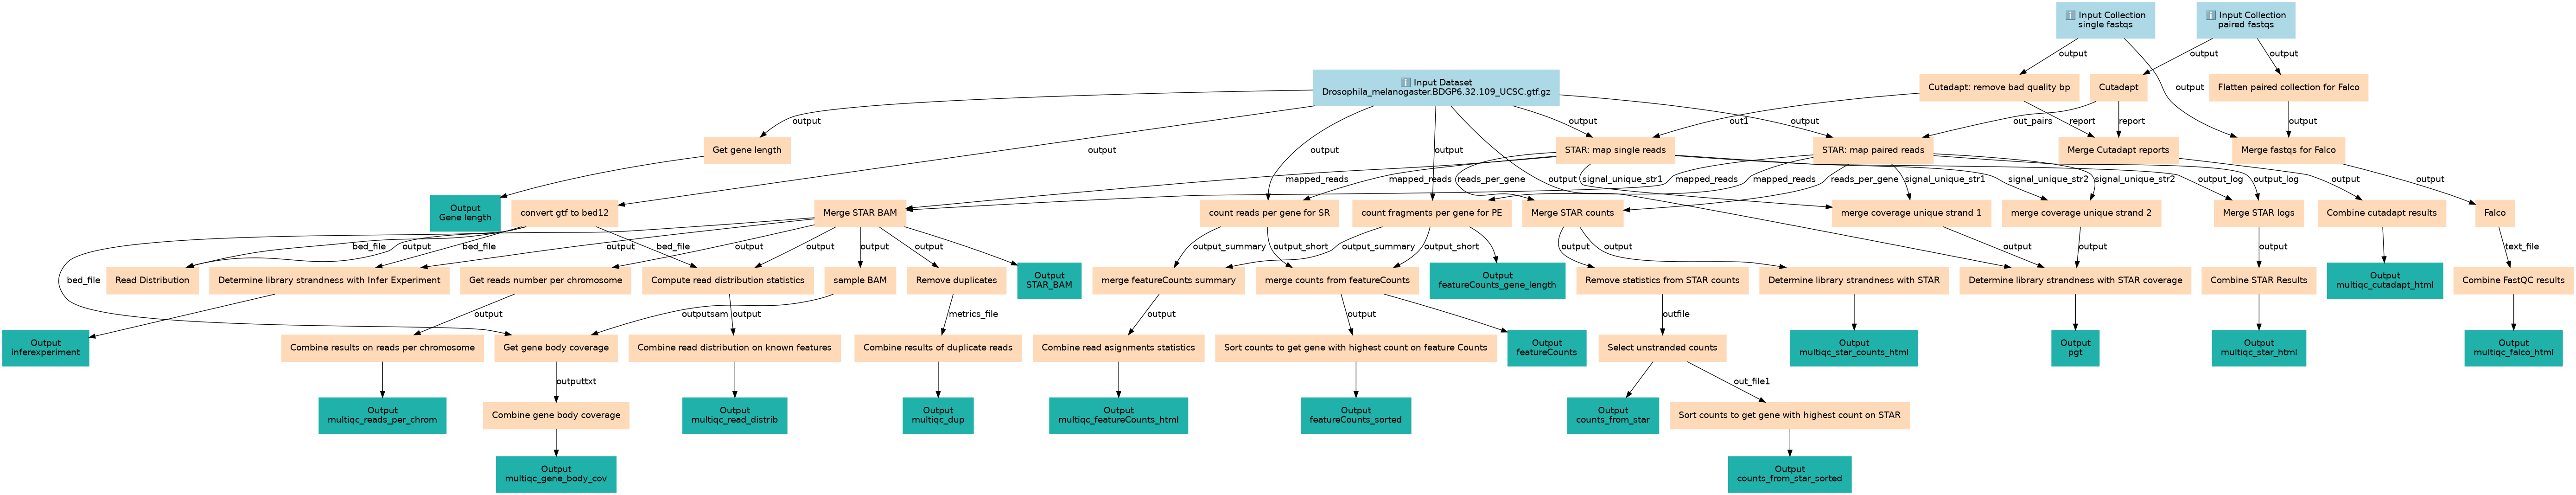 ℹ️ Input Collection
single fastqs
ℹ️ Input Collection
paired fastqs
output
output
output
output
ℹ️ Input Dataset
Drosophila_melanogaster.BDGP6.32.109_UCSC.gtf.gz
Cutadapt: remove bad quality bp
Cutadapt
Flatten paired collection for Falco
output
output
output
output
output
output
output
out1
report
out_pairs
report
output
Get gene length
STAR: map single reads
STAR: map paired reads
Merge Cutadapt reports
Merge fastqs for Falco
mapped_reads
mapped_reads
reads_per_gene
signal_unique_str1
output
mapped_reads
mapped_reads
reads_per_gene
signal_unique_str1
signal_unique_str2
signal_unique_str2
output_log
output_log
output
output
Output
Gene length
convert gtf to bed12
Merge STAR BAM
count reads per gene for SR
count fragments per gene for PE
Merge STAR counts
merge coverage unique strand 1
merge coverage unique strand 2
Merge STAR logs
Combine cutadapt results
Falco
bed_file
bed_file
output
bed_file
output
bed_file
output
output
output
output
output_summary
output_short
output_summary
output_short
output
output
output
output
output
text_file
Read Distribution
Determine library strandness with Infer Experiment
Get reads number per chromosome
Compute read distribution statistics
sample BAM
Remove duplicates
Output
STAR_BAM
merge featureCounts summary
merge counts from featureCounts
Output
featureCounts_gene_length
Remove statistics from STAR counts
Determine library strandness with STAR
Determine library strandness with STAR coverage
Combine STAR Results
Output
multiqc_cutadapt_html
Combine FastQC results
output
outputsam
output
metrics_file
output
output
outfile
Output
inferexperiment
Combine results on reads per chromosome
Get gene body coverage
Combine read distribution on known features
Combine results of duplicate reads
Combine read asignments statistics
Sort counts to get gene with highest count on feature Counts
Output
featureCounts
Select unstranded counts
Output
multiqc_star_counts_html
Output
pgt
Output
multiqc_star_html
Output
multiqc_falco_html
outputtxt
out_file1
Output
multiqc_reads_per_chrom
Combine gene body coverage
Output
multiqc_read_distrib
Output
multiqc_dup
Output
multiqc_featureCounts_html
Output
featureCounts_sorted
Output
counts_from_star
Sort counts to get gene with highest count on STAR
Output
multiqc_gene_body_cov
Output
counts_from_star_sorted